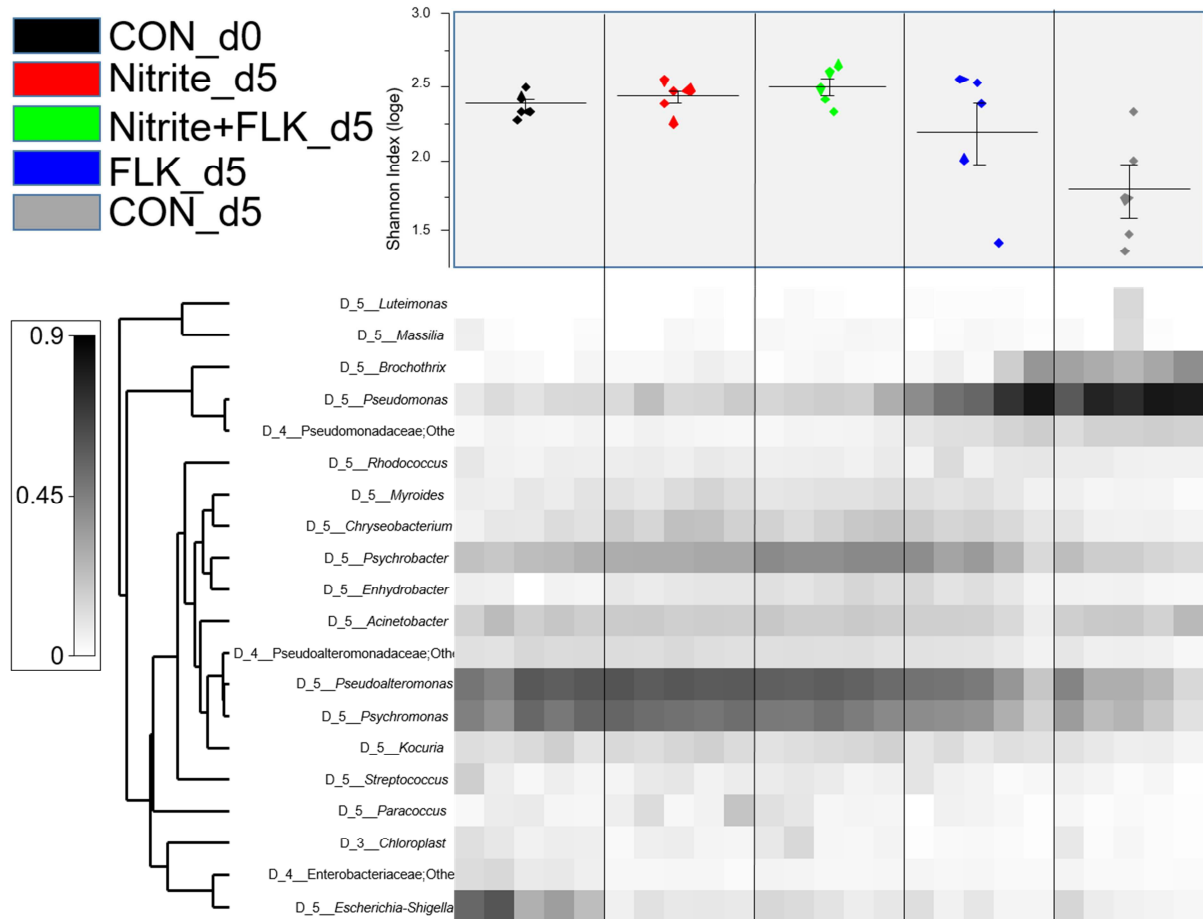 CON_d0
Nitrite_d5
Nitrite+FLK_d5
FLK_d5
CON_d5
Shannon Index (loge)
3.0
2.5
2.0
1.5
0.9
0.45
0
D_5__Luteimonas
D_5__Massilia
D_5__Brochothrix
D_5__Pseudomonas
D_4__Pseudomonadaceae;Othe
D_5__Rhodococcus
D_5__Myroides
D_5__Chryseobacterium
D_5__Psychrobacter
D_5__Enhydrobacter
D_5__Acinetobacter
D_4__Pseudoalteromonadaceae;Othe
D_5__Pseudoalteromonas
D_5__Psychromonas
D_5__Kocuria
D_5__Streptococcus
D_5__Paracoccus
D_3__Chloroplast
D_4__Enterobacteriaceae;Othe
D_5__Escherichia-Shigella